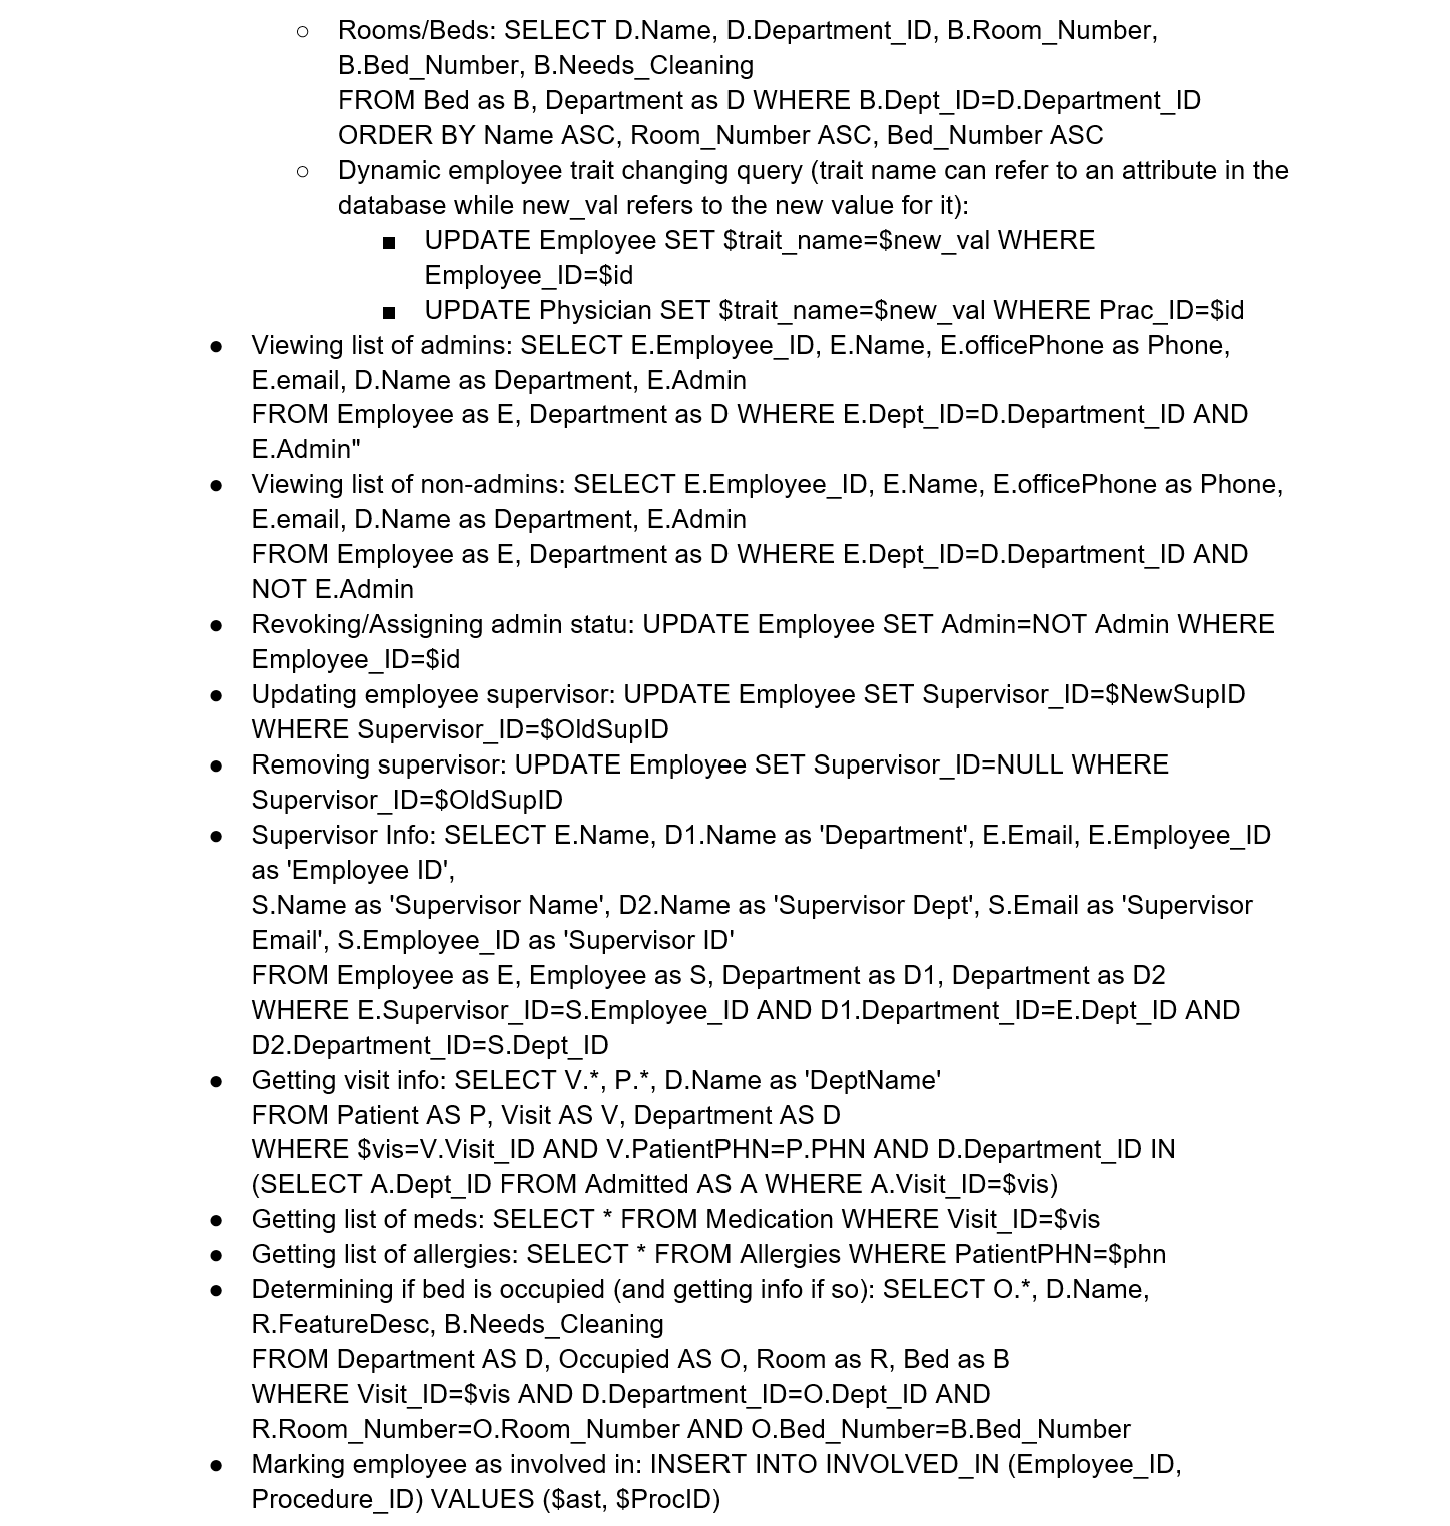 ○ Rooms/Beds: SELECT D.Name, D.Department_ID, B.Room_Number,
B.Bed_Number, B.Needs_Cleaning
FROM Bed as B, Department as D WHERE B.Dept_ID=D.Department_ID
ORDER BY Name ASC, Room_Number ASC, Bed_Number ASC
○ Dynamic employee trait changing query (trait name can refer to an attribute in the
database while new_val refers to the new value for it):
■ UPDATE Employee SET $trait_name=$new_val WHERE
Employee_ID=$id
■ UPDATE Physician SET $trait_name=$new_val WHERE Prac_ID=$id
● Viewing list of admins: SELECT E.Employee_ID, E.Name, E.officePhone as Phone,
E.email, D.Name as Department, E.Admin
FROM Employee as E, Department as D WHERE E.Dept_ID=D.Department_ID AND
E.Admin"
● Viewing list of non-admins: SELECT E.Employee_ID, E.Name, E.officePhone as Phone,
E.email, D.Name as Department, E.Admin
FROM Employee as E, Department as D WHERE E.Dept_ID=D.Department_ID AND
NOT E.Admin
● Revoking/Assigning admin statu: UPDATE Employee SET Admin=NOT Admin WHERE
Employee_ID=$id
● Updating employee supervisor: UPDATE Employee SET Supervisor_ID=$NewSupID
WHERE Supervisor_ID=$OldSupID
● Removing supervisor: UPDATE Employee SET Supervisor_ID=NULL WHERE
Supervisor_ID=$OldSupID
● Supervisor Info: SELECT E.Name, D1.Name as 'Department', E.Email, E.Employee_ID
as 'Employee ID',
S.Name as 'Supervisor Name', D2.Name as 'Supervisor Dept', S.Email as 'Supervisor
Email', S.Employee_ID as 'Supervisor ID'
FROM Employee as E, Employee as S, Department as D1, Department as D2
WHERE E.Supervisor_ID=S.Employee_ID AND D1.Department_ID=E.Dept_ID AND
D2.Department_ID=S.Dept_ID
● Getting visit info: SELECT V.*, P.*, D.Name as 'DeptName'
FROM Patient AS P, Visit AS V, Department AS D
WHERE $vis=V.Visit_ID AND V.PatientPHN=P.PHN AND D.Department_ID IN
(SELECT A.Dept_ID FROM Admitted AS A WHERE A.Visit_ID=$vis)
● Getting list of meds: SELECT * FROM Medication WHERE Visit_ID=$vis
● Getting list of allergies: SELECT * FROM Allergies WHERE PatientPHN=$phn
● Determining if bed is occupied (and getting info if so): SELECT O.*, D.Name,
R.FeatureDesc, B.Needs_Cleaning
FROM Department AS D, Occupied AS O, Room as R, Bed as B
WHERE Visit_ID=$vis AND D.Department_ID=O.Dept_ID AND
R.Room_Number=O.Room_Number AND O.Bed_Number=B.Bed_Number
● Marking employee as involved in: INSERT INTO INVOLVED_IN (Employee_ID,
Procedure_ID) VALUES ($ast, $ProcID)